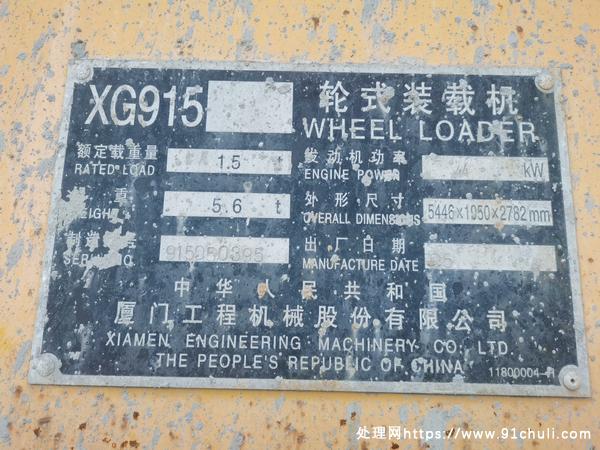 XG915 轮式装载机
WHEEL LOADER
额定载重量 1.5 t 发动机功率 kW
RATED LOAD ENGINE POWER
重 5.6 t 外形尺寸 5446×1950×2782mm
WEIGHT OVERALL DIMENSIONS
出厂日期
SERI NO MANUFACTURE DATE
中华人民共和国
厦门工程机械股份有限公司
XIAMEN ENGINEERING MACHINERY CO. LTD.
THE PEOPLE'S REPUBLIC OF CHINA
处理网https://www.91chuli.com/